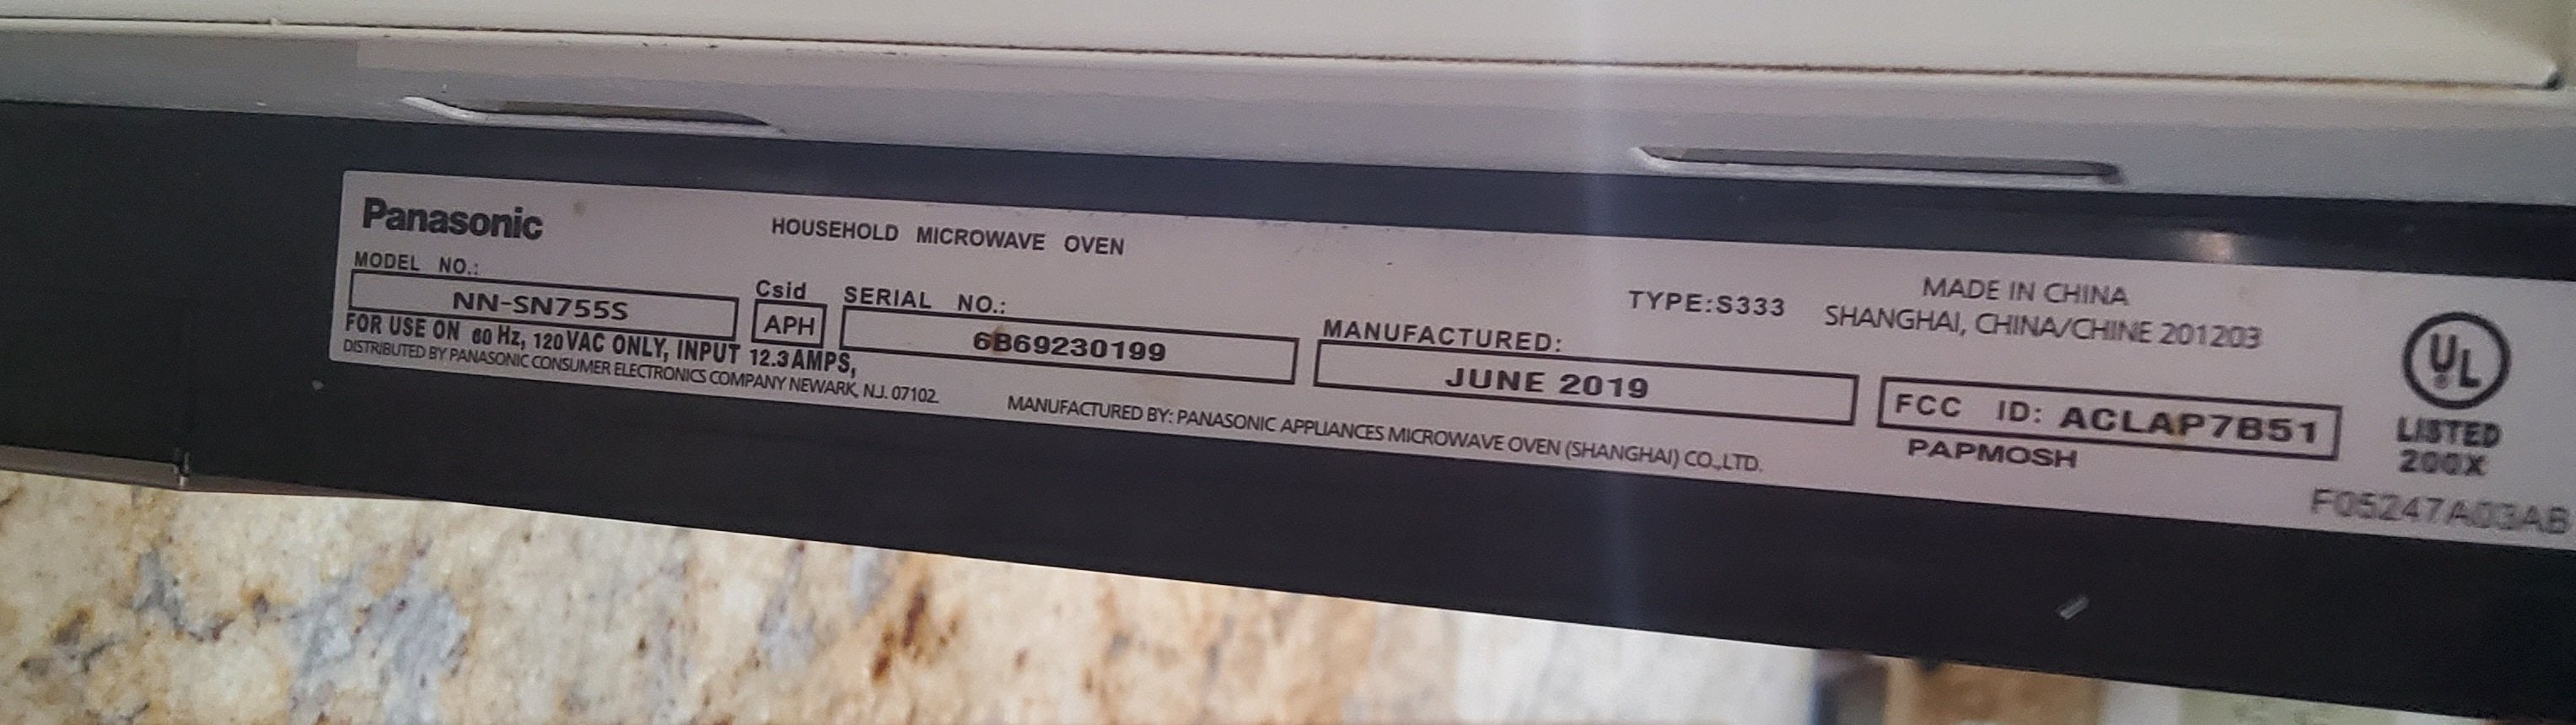 Panasonic
HOUSEHOLD MICROWAVE OVEN
MODEL NO.:
NN-SN755S
Csid
APH
SERIAL NO.:
6B69230199
MANUFACTURED:
JUNE 2019
TYPE:S333
MADE IN CHINA
SHANGHAI, CHINA/CHINE 201203
FOR USE ON 60 Hz, 120 VAC ONLY, INPUT 12.3 AMPS,
DISTRIBUTED BY PANASONIC CONSUMER ELECTRONICS COMPANY NEWARK, N.J. 07102.
MANUFACTURED BY: PANASONIC APPLIANCES MICROWAVE OVEN (SHANGHAI) CO.,LTD.
FCC ID: ACLAP7B51
PAPMOSH
UL
®
LISTED
200X
F05247A03AB